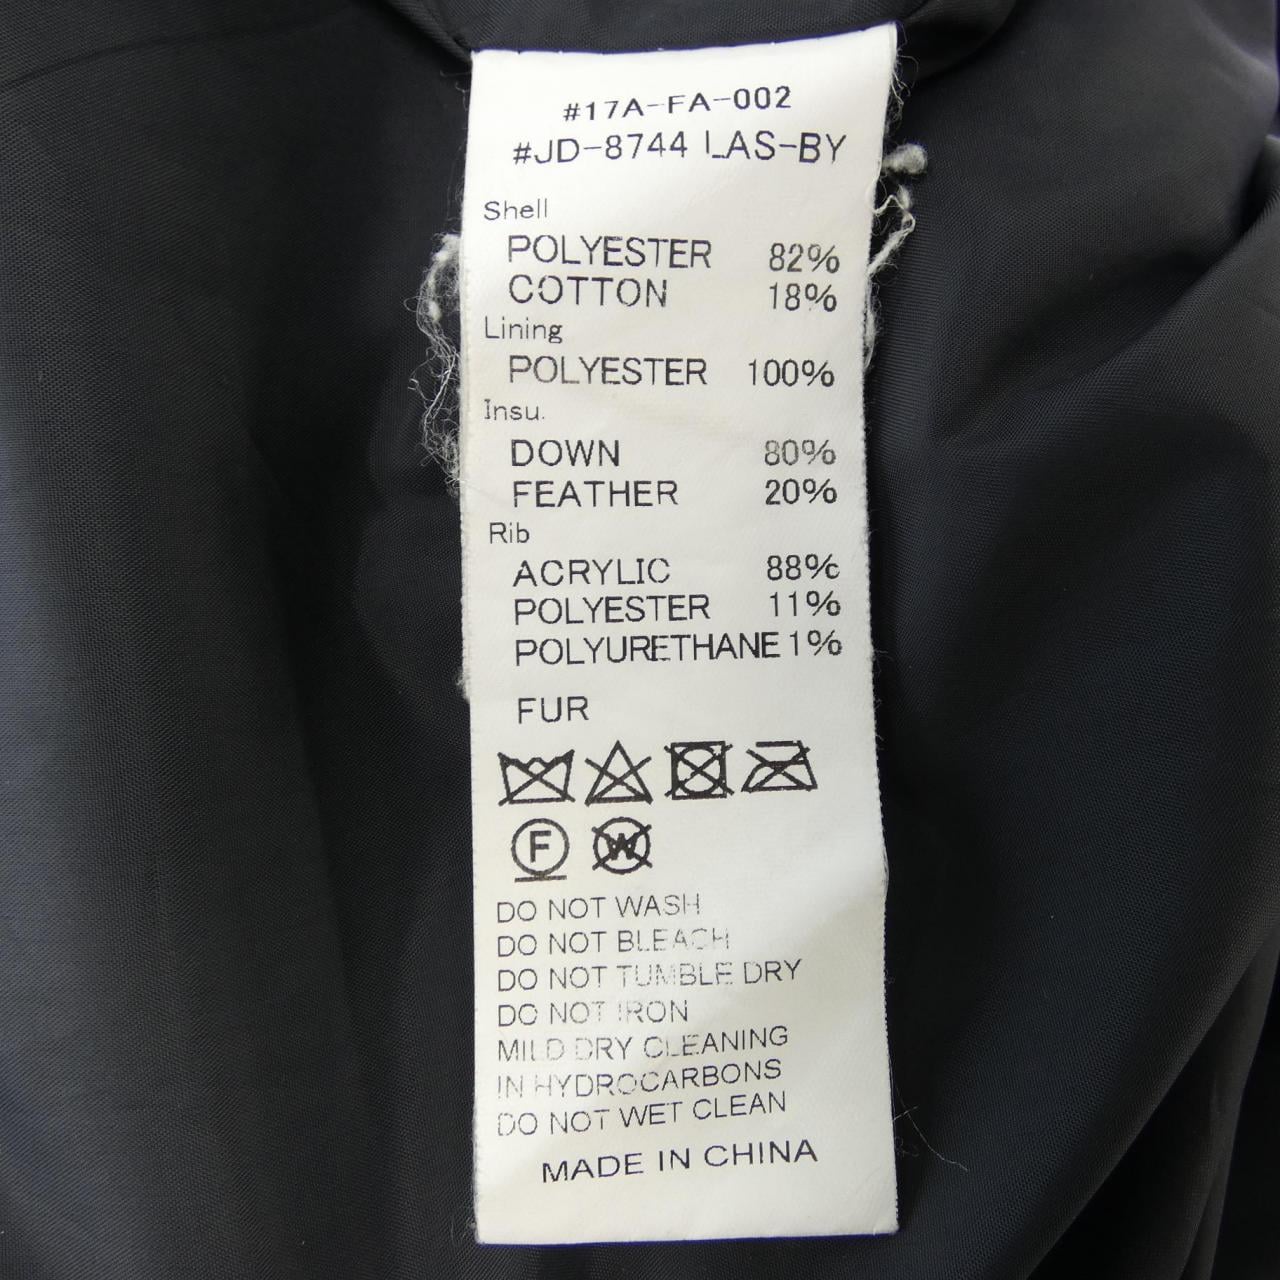 #17A-FA-002
#JD-8744 LAS-BY
Shell
POLYESTER 82%
COTTON 18%
Lining
POLYESTER 100%
Insu.
DOWN 80%
FEATHER 20%
Rib
ACRYLIC 88%
POLYESTER 11%
POLYURETHANE 1%
FUR
F W
DO NOT WASH
DO NOT BLEACH
DO NOT TUMBLE DRY
DO NOT IRON
MILD DRY CLEANING
IN HYDROCARBONS
DO NOT WET CLEAN
MADE IN CHINA